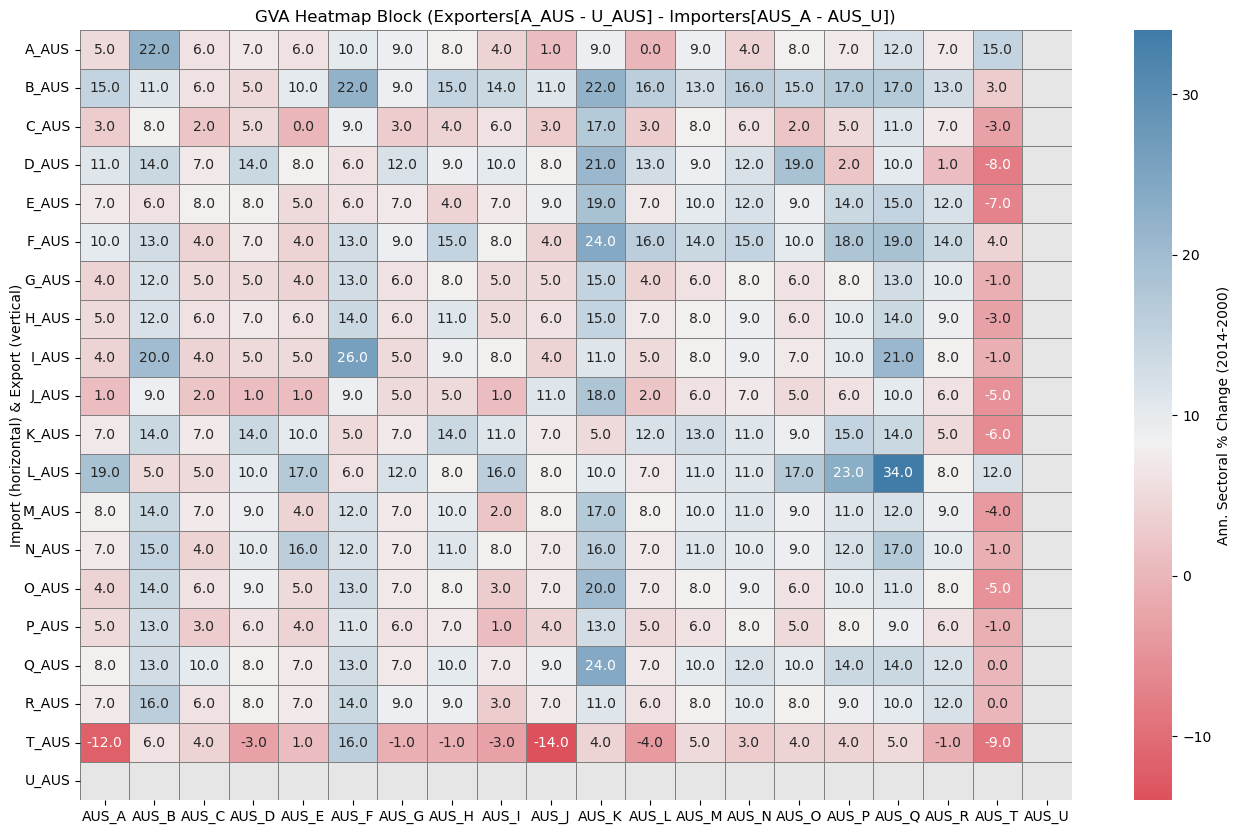 GVA Heatmap Block (Exporters[A_AUS - U_AUS] - Importers[AUS_A - AUS_U])
Import (horizontal) & Export (vertical)
A_AUS 5.0 22.0 6.0 7.0 6.0 10.0 9.0 8.0 4.0 1.0 9.0 0.0 9.0 4.0 8.0 7.0 12.0 7.0 15.0
B_AUS 15.0 11.0 6.0 5.0 10.0 22.0 9.0 15.0 14.0 11.0 22.0 16.0 13.0 16.0 15.0 17.0 17.0 13.0 3.0
C_AUS 3.0 8.0 2.0 5.0 0.0 9.0 3.0 4.0 6.0 3.0 17.0 3.0 8.0 6.0 2.0 5.0 11.0 7.0 -3.0
D_AUS 11.0 14.0 7.0 14.0 8.0 6.0 12.0 9.0 10.0 8.0 21.0 13.0 9.0 12.0 19.0 2.0 10.0 1.0 -8.0
E_AUS 7.0 6.0 8.0 8.0 5.0 6.0 7.0 4.0 7.0 9.0 19.0 7.0 10.0 12.0 9.0 14.0 15.0 12.0 -7.0
F_AUS 10.0 13.0 4.0 7.0 4.0 13.0 9.0 15.0 8.0 4.0 24.0 16.0 14.0 15.0 10.0 18.0 19.0 14.0 4.0
G_AUS 4.0 12.0 5.0 5.0 4.0 13.0 6.0 8.0 5.0 5.0 15.0 4.0 6.0 8.0 6.0 8.0 13.0 10.0 -1.0
H_AUS 5.0 12.0 6.0 7.0 6.0 14.0 6.0 11.0 5.0 6.0 15.0 7.0 8.0 9.0 6.0 10.0 14.0 9.0 -3.0
I_AUS 4.0 20.0 4.0 5.0 5.0 26.0 5.0 9.0 8.0 4.0 11.0 5.0 8.0 9.0 7.0 10.0 21.0 8.0 -1.0
J_AUS 1.0 9.0 2.0 1.0 1.0 9.0 5.0 5.0 1.0 11.0 18.0 2.0 6.0 7.0 5.0 6.0 10.0 6.0 -5.0
K_AUS 7.0 14.0 7.0 14.0 10.0 5.0 7.0 14.0 11.0 7.0 5.0 12.0 13.0 11.0 9.0 15.0 14.0 5.0 -6.0
L_AUS 19.0 5.0 5.0 10.0 17.0 6.0 12.0 8.0 16.0 8.0 10.0 7.0 11.0 11.0 17.0 23.0 34.0 8.0 12.0
M_AUS 8.0 14.0 7.0 9.0 4.0 12.0 7.0 10.0 2.0 8.0 17.0 8.0 10.0 11.0 9.0 11.0 12.0 9.0 -4.0
N_AUS 7.0 15.0 4.0 10.0 16.0 12.0 7.0 11.0 8.0 7.0 16.0 7.0 11.0 10.0 9.0 12.0 17.0 10.0 -1.0
O_AUS 4.0 14.0 6.0 9.0 5.0 13.0 7.0 8.0 3.0 7.0 20.0 7.0 8.0 9.0 6.0 10.0 11.0 8.0 -5.0
P_AUS 5.0 13.0 3.0 6.0 4.0 11.0 6.0 7.0 1.0 4.0 13.0 5.0 6.0 8.0 5.0 8.0 9.0 6.0 -1.0
Q_AUS 8.0 13.0 10.0 8.0 7.0 13.0 7.0 10.0 7.0 9.0 24.0 7.0 10.0 12.0 10.0 14.0 14.0 12.0 0.0
R_AUS 7.0 16.0 6.0 8.0 7.0 14.0 9.0 9.0 3.0 7.0 11.0 6.0 8.0 10.0 8.0 9.0 10.0 12.0 0.0
T_AUS -12.0 6.0 4.0 -3.0 1.0 16.0 -1.0 -1.0 -3.0 -14.0 4.0 -4.0 5.0 3.0 4.0 4.0 5.0 -1.0 -9.0
U_AUS
AUS_A AUS_B AUS_C AUS_D AUS_E AUS_F AUS_G AUS_H AUS_I AUS_J AUS_K AUS_L AUS_M AUS_N AUS_O AUS_P AUS_Q AUS_R AUS_T AUS_U
30
20
10
0
−10
Ann. Sectoral % Change (2014-2000)